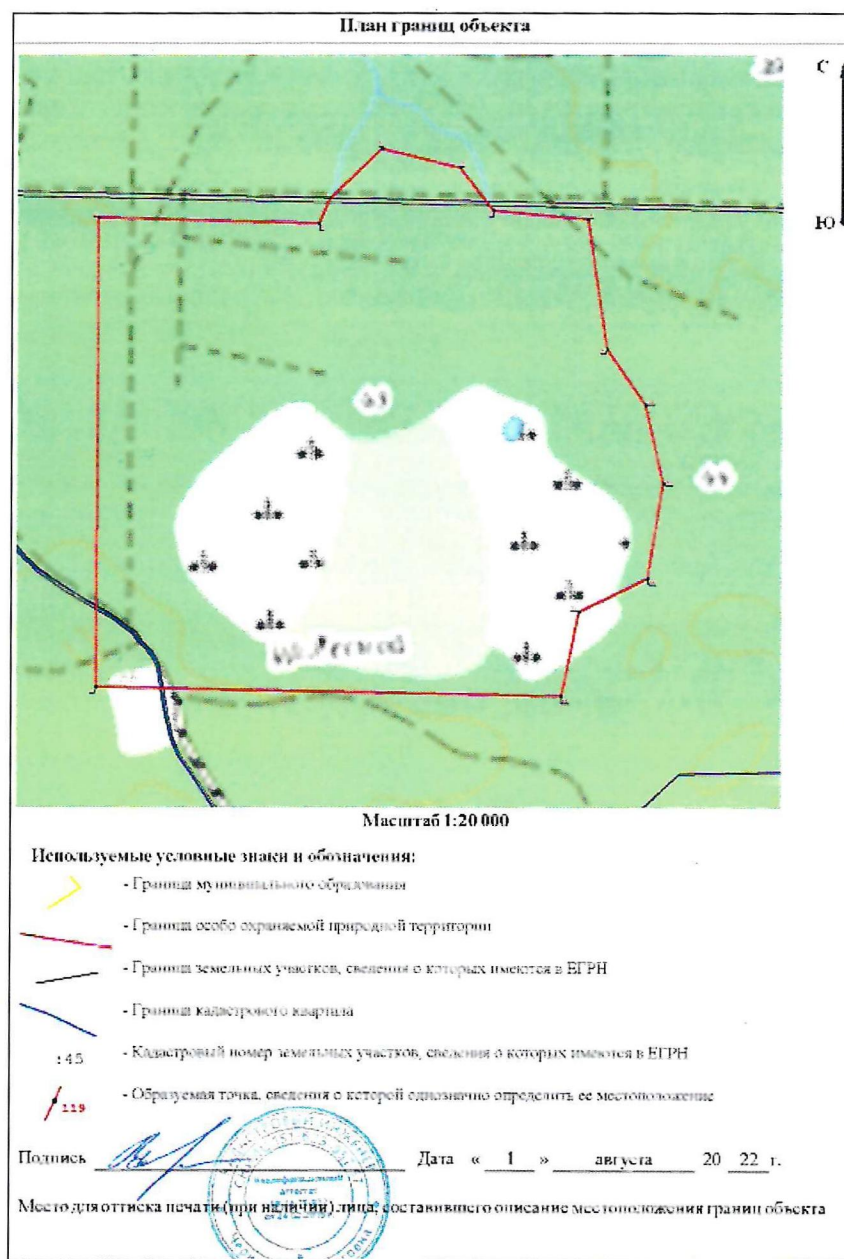 План границ объекта
С
Ю
Масштаб 1:20 000
Используемые условные знаки и обозначения:
- Граница муниципального образования
- Граница особо охраняемой природной территории
- Граница земельных участков, сведения о которых имеются в ЕГРН
- Граница кадастрового квартала
:45 - Кадастровый номер земельных участков, сведения о которых имеются в ЕГРН
119 - Образуемая точка, сведения о которой однозначно определить ее местоположение
Подпись Дата « 1 » августа 20 22 г.
Место для оттиска печати (при наличии) лица, составившего описание местоположения границ объекта